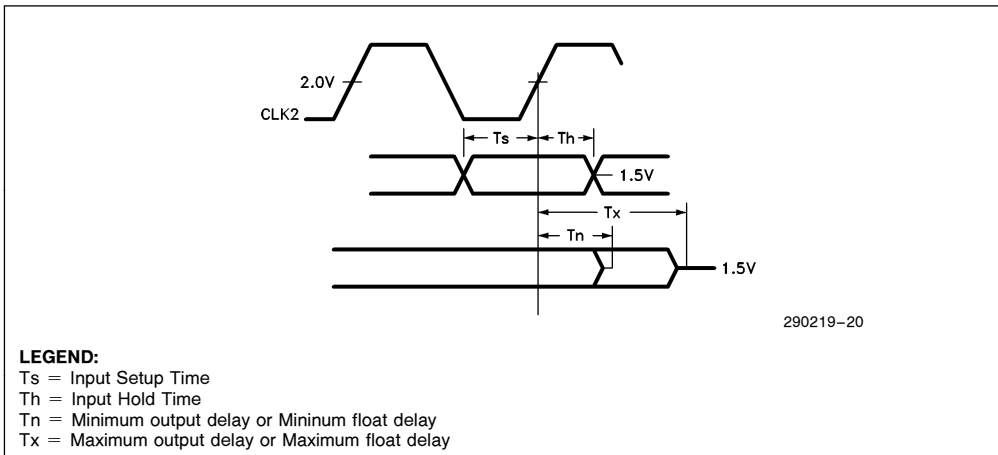 2.0V
CLK2
Ts
Th
1.5V
Tx
Tn
1.5V
290219–20
LEGEND:
Ts = Input Setup Time
Th = Input Hold Time
Tn = Minimum output delay or Mininum float delay
Tx = Maximum output delay or Maximum float delay